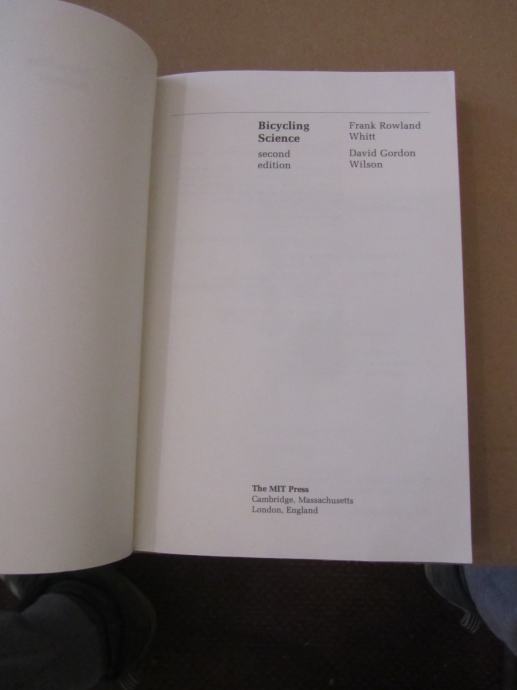 Bicycling
Science
second
edition
Frank Rowland
Whitt
David Gordon
Wilson
The MIT Press
Cambridge, Massachusetts
London, England